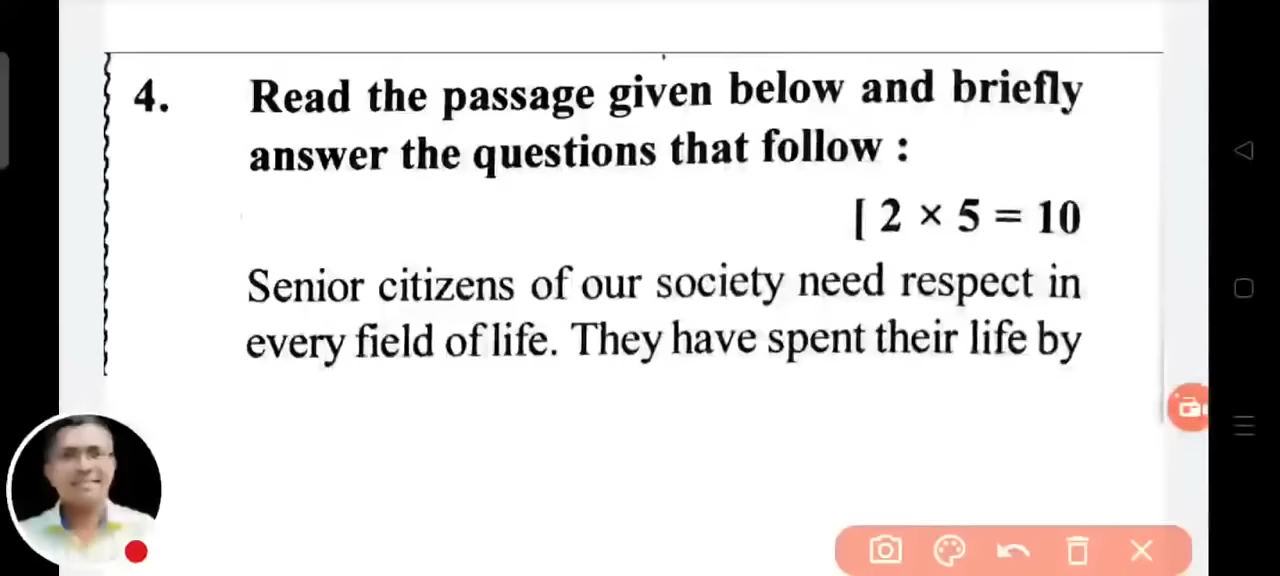 4. Read the passage given below and briefly
answer the questions that follow :
[ 2 × 5 = 10
Senior citizens of our society need respect in
every field of life. They have spent their life by